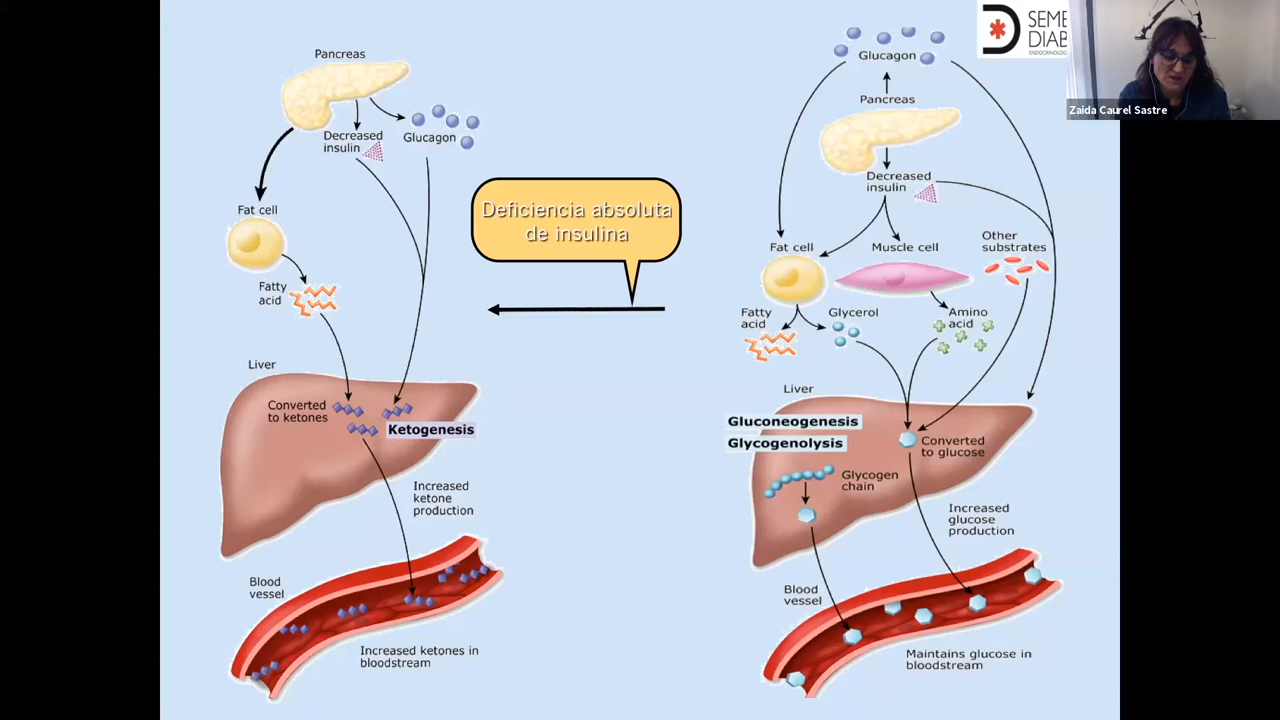 Pancreas
Decreased
insulin
Glucagon
Fat cell
Fatty
acid
Liver
Converted
to ketones
Ketogenesis
Increased
ketone
production
Blood
vessel
Increased ketones in
bloodstream
Deficiencia absoluta
de insulina
Glucagon
Pancreas
Decreased
insulin
Fat cell
Muscle cell
Other
substrates
Fatty
acid
Glycerol
Amino
acid
Liver
Gluconeogenesis
Glycogenolysis
Converted
to glucose
Glycogen
chain
Increased
glucose
production
Blood
vessel
Maintains glucose in
bloodstream
SEME
DIAB
Zaida Caurel Sastre